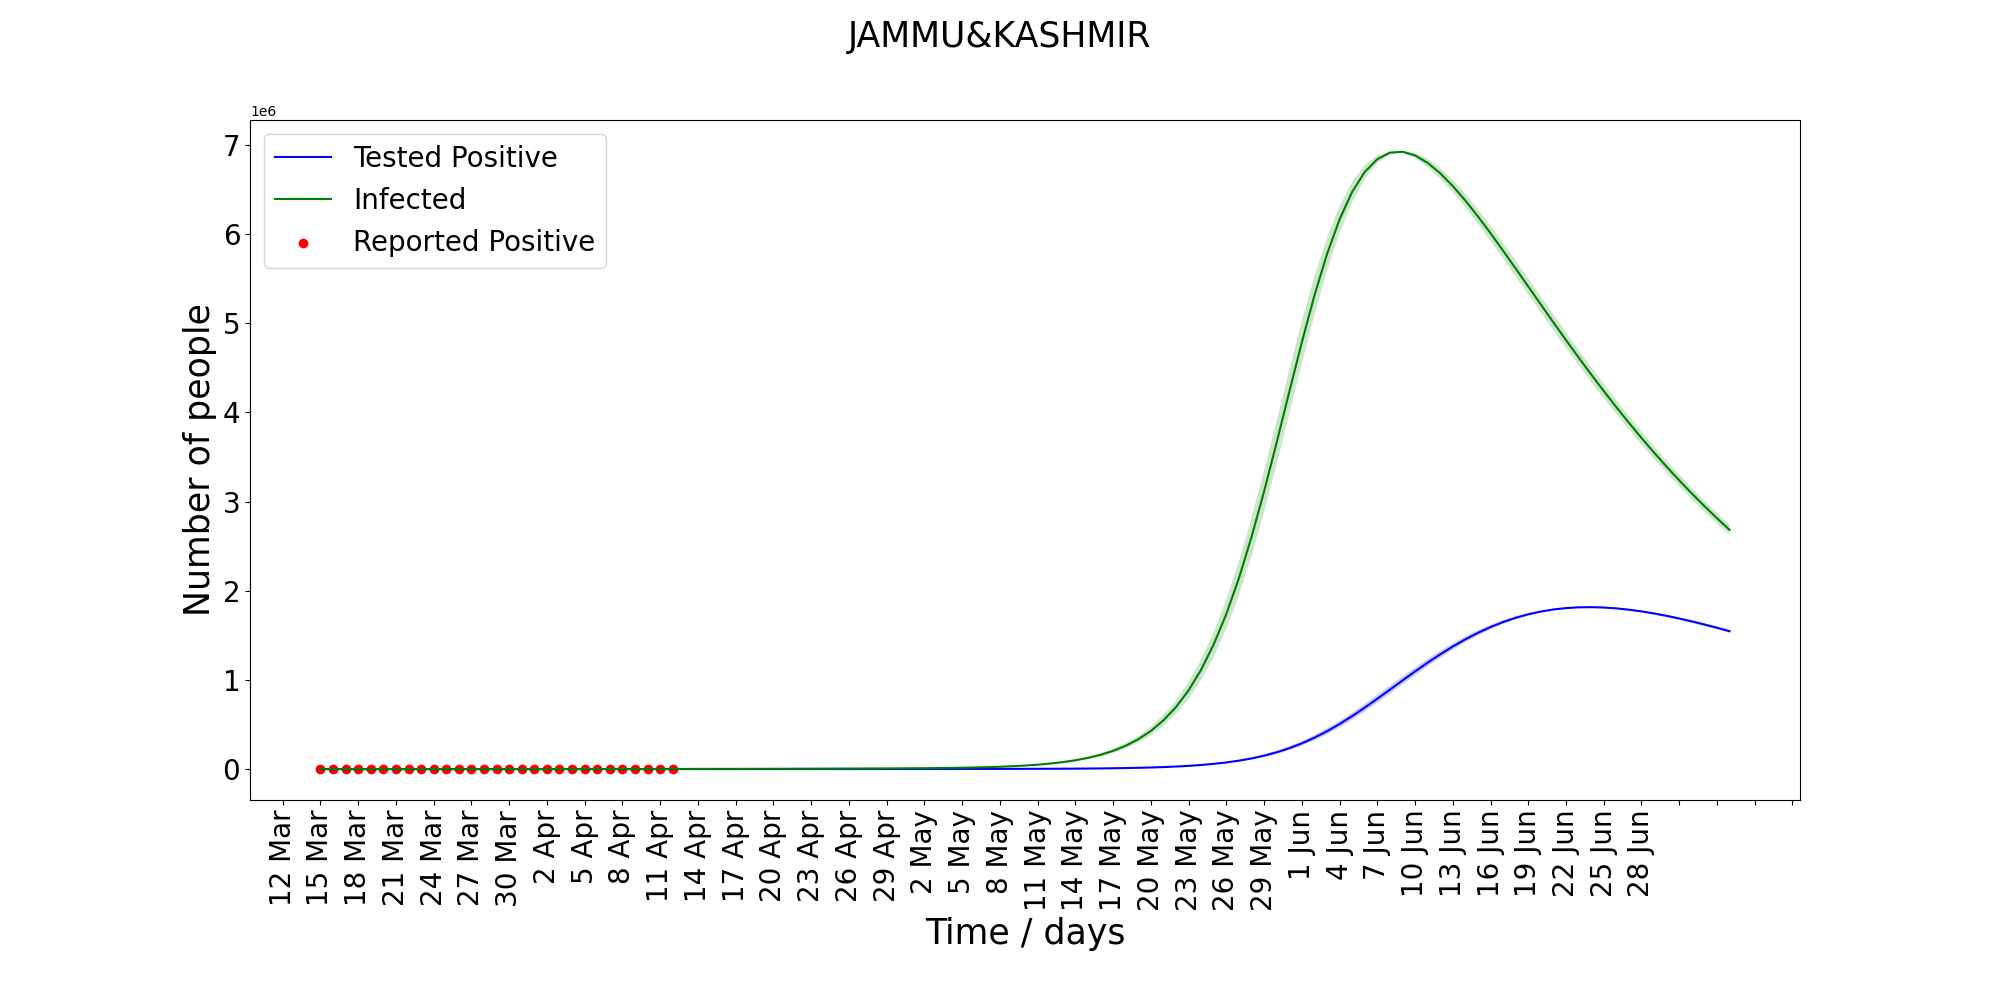 JAMMU&KASHMIR
1e6
7
6
5
4
3
2
1
0
Number of people
Tested Positive
Infected
Reported Positive
12 Mar
15 Mar
18 Mar
21 Mar
24 Mar
27 Mar
30 Mar
2 Apr
5 Apr
8 Apr
11 Apr
14 Apr
17 Apr
20 Apr
23 Apr
26 Apr
29 Apr
2 May
5 May
8 May
11 May
14 May
17 May
20 May
23 May
26 May
29 May
1 Jun
4 Jun
7 Jun
10 Jun
13 Jun
16 Jun
19 Jun
22 Jun
25 Jun
28 Jun
Time / days